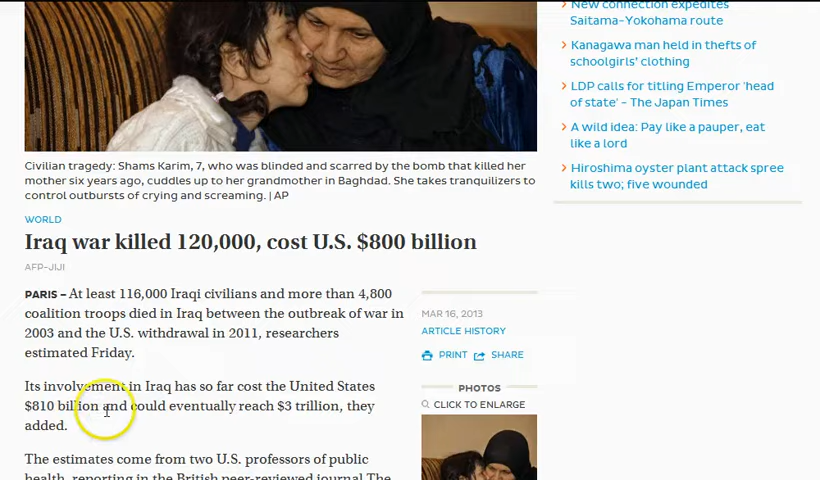 Civilian tragedy: Shams Karim, 7, who was blinded and scarred by the bomb that killed her
mother six years ago, cuddles up to her grandmother in Baghdad. She takes tranquilizers to
control outbursts of crying and screaming. | AP
WORLD
Iraq war killed 120,000, cost U.S. $800 billion
AFP-JIJI
PARIS – At least 116,000 Iraqi civilians and more than 4,800
coalition troops died in Iraq between the outbreak of war in
2003 and the U.S. withdrawal in 2011, researchers
estimated Friday.
Its involvement in Iraq has so far cost the United States
$810 billion and could eventually reach $3 trillion, they
added.
The estimates come from two U.S. professors of public
health, reporting in the British peer-reviewed journal The
MAR 16, 2013
ARTICLE HISTORY
PRINT SHARE
PHOTOS
CLICK TO ENLARGE
New connection expedites
Saitama-Yokohama route
Kanagawa man held in thefts of
schoolgirls' clothing
LDP calls for titling Emperor 'head
of state' - The Japan Times
A wild idea: Pay like a pauper, eat
like a lord
Hiroshima oyster plant attack spree
kills two; five wounded